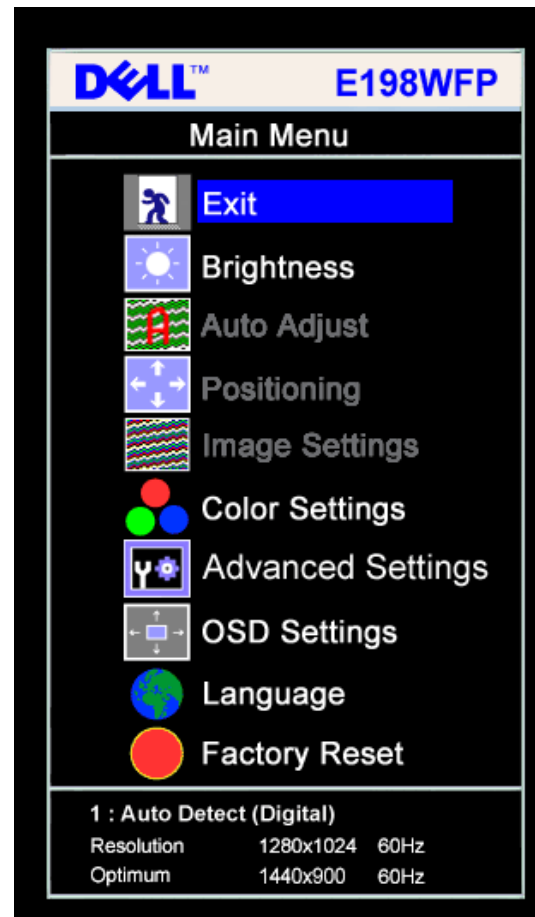 DELL™ E198WFP
Main Menu
Exit
Brightness
Auto Adjust
Positioning
Image Settings
Color Settings
Advanced Settings
OSD Settings
Language
Factory Reset
1 : Auto Detect (Digital)
Resolution 1280x1024 60Hz
Optimum 1440x900 60Hz